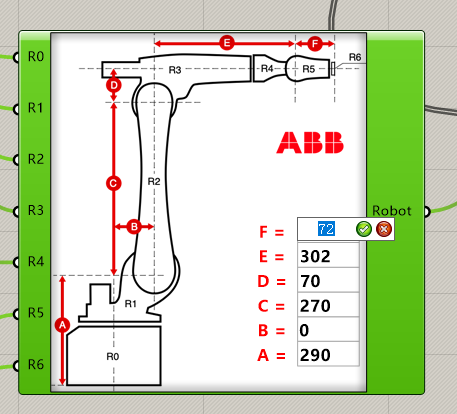 R0
R1
R2
R3
R4
R5
R6
E
F
R6
R3
R4
R5
D
C
R2
B
A
R1
R0
ABB
Robot
F = 72
E = 302
D = 70
C = 270
B = 0
A = 290